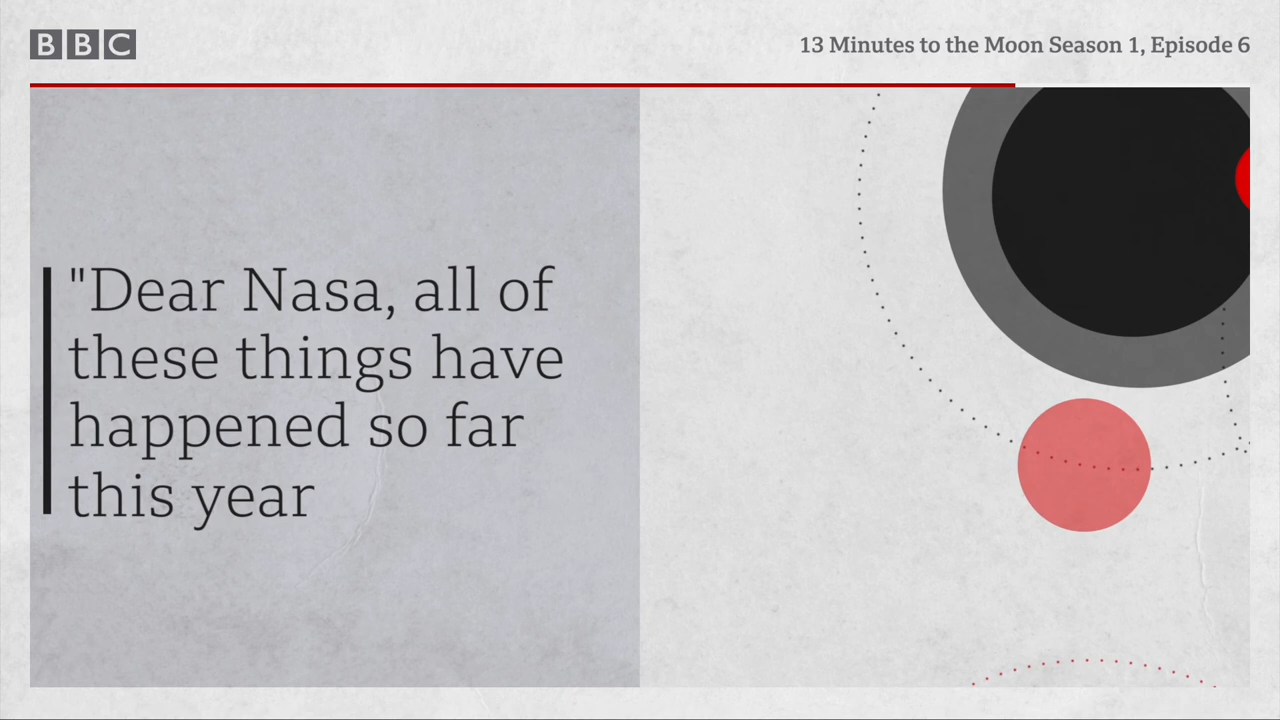 BBC
13 Minutes to the Moon Season 1, Episode 6
"Dear Nasa, all of
these things have
happened so far
this year